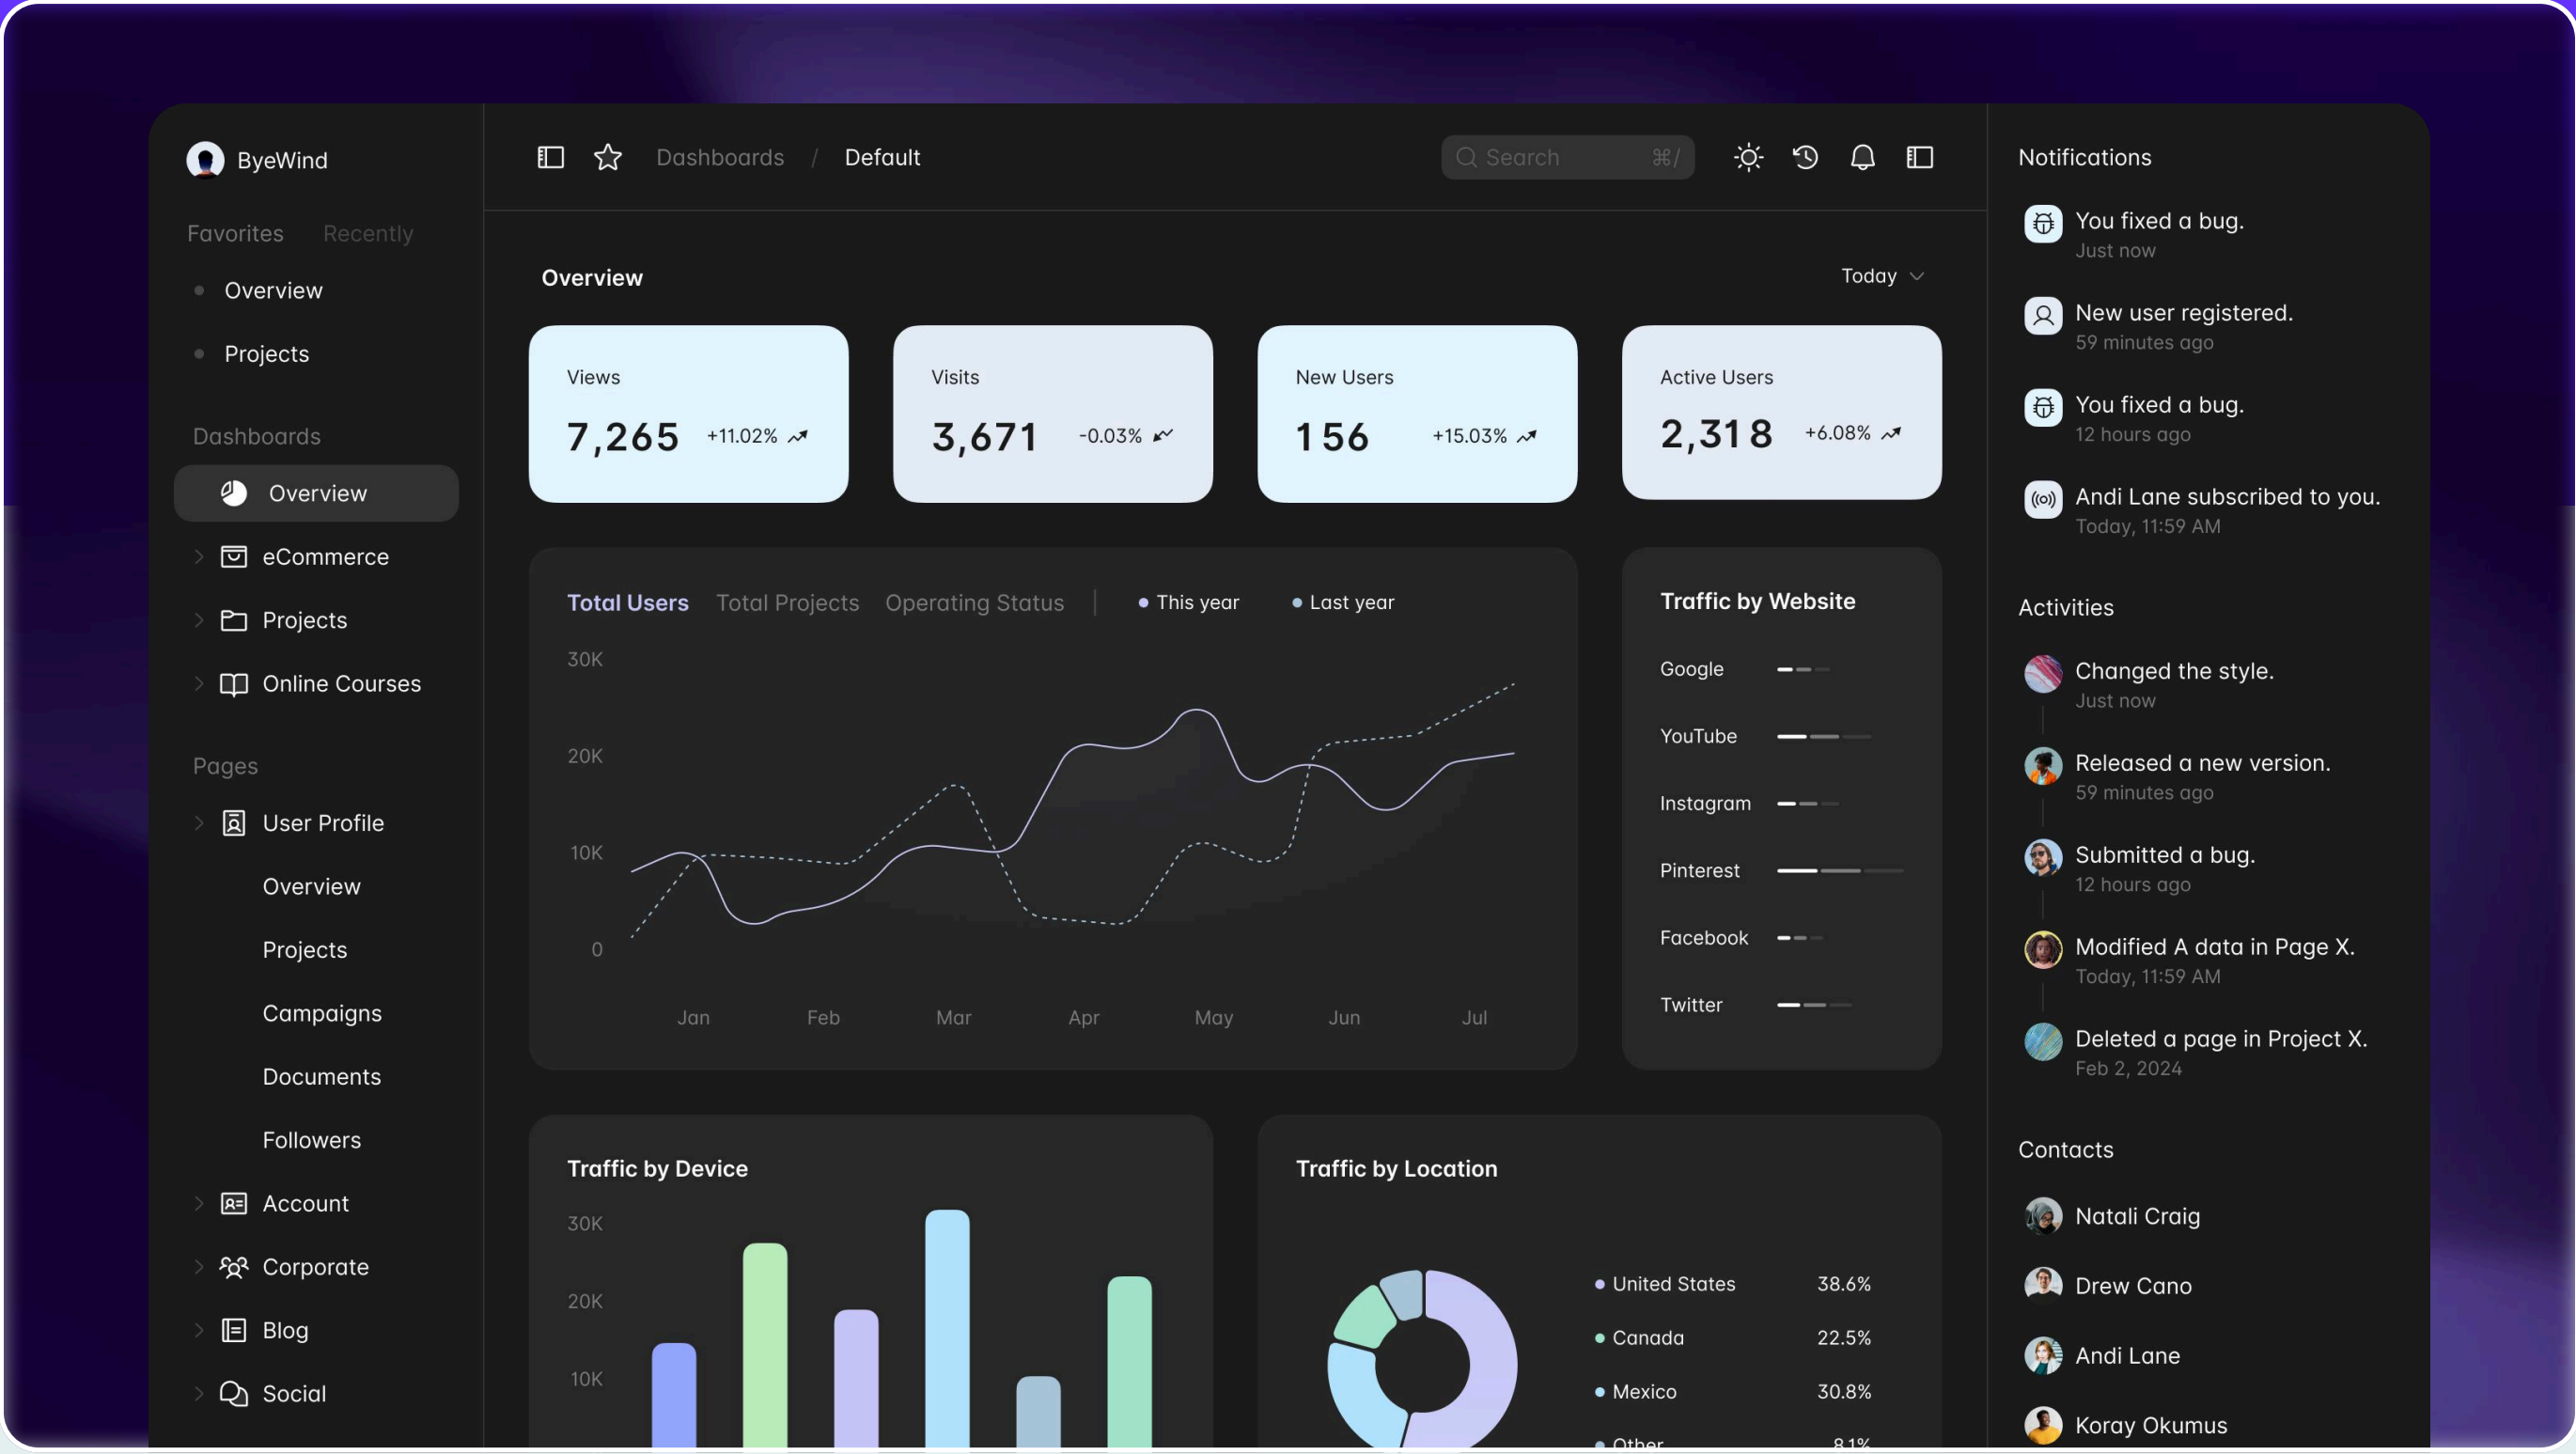 ByeWind
Favorites Recently
Overview
Projects
Dashboards
Overview
eCommerce
Projects
Online Courses
Pages
User Profile
Overview
Projects
Campaigns
Documents
Followers
Account
Corporate
Blog
Social
Dashboards / Default
Search ⌘/
Overview
Today
Views
7,265 +11.02%
Visits
3,671 -0.03%
New Users
156 +15.03%
Active Users
2,318 +6.08%
Total Users Total Projects Operating Status | This year Last year
30K
20K
10K
0
Jan Feb Mar Apr May Jun Jul
Traffic by Website
Google
YouTube
Instagram
Pinterest
Facebook
Twitter
Traffic by Device
30K
20K
10K
Traffic by Location
United States 38.6%
Canada 22.5%
Mexico 30.8%
Other 8.1%
Notifications
You fixed a bug.
Just now
New user registered.
59 minutes ago
You fixed a bug.
12 hours ago
Andi Lane subscribed to you.
Today, 11:59 AM
Activities
Changed the style.
Just now
Released a new version.
59 minutes ago
Submitted a bug.
12 hours ago
Modified A data in Page X.
Today, 11:59 AM
Deleted a page in Project X.
Feb 2, 2024
Contacts
Natali Craig
Drew Cano
Andi Lane
Koray Okumus